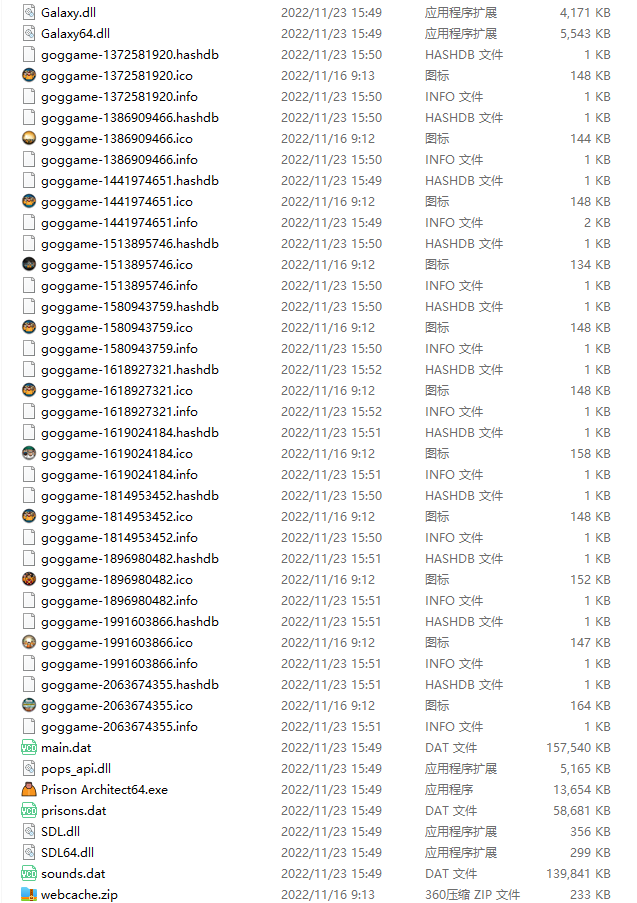 Galaxy.dll 2022/11/23 15:49 应用程序扩展 4,171 KB
Galaxy64.dll 2022/11/23 15:49 应用程序扩展 5,543 KB
goggame-1372581920.hashdb 2022/11/23 15:50 HASHDB 文件 1 KB
goggame-1372581920.ico 2022/11/16 9:13 图标 148 KB
goggame-1372581920.info 2022/11/23 15:50 INFO 文件 1 KB
goggame-1386909466.hashdb 2022/11/23 15:50 HASHDB 文件 1 KB
goggame-1386909466.ico 2022/11/16 9:12 图标 144 KB
goggame-1386909466.info 2022/11/23 15:50 INFO 文件 1 KB
goggame-1441974651.hashdb 2022/11/23 15:49 HASHDB 文件 1 KB
goggame-1441974651.ico 2022/11/16 9:12 图标 148 KB
goggame-1441974651.info 2022/11/23 15:49 INFO 文件 2 KB
goggame-1513895746.hashdb 2022/11/23 15:50 HASHDB 文件 1 KB
goggame-1513895746.ico 2022/11/16 9:12 图标 134 KB
goggame-1513895746.info 2022/11/23 15:50 INFO 文件 1 KB
goggame-1580943759.hashdb 2022/11/23 15:50 HASHDB 文件 1 KB
goggame-1580943759.ico 2022/11/16 9:12 图标 148 KB
goggame-1580943759.info 2022/11/23 15:50 INFO 文件 1 KB
goggame-1618927321.hashdb 2022/11/23 15:52 HASHDB 文件 1 KB
goggame-1618927321.ico 2022/11/16 9:12 图标 148 KB
goggame-1618927321.info 2022/11/23 15:52 INFO 文件 1 KB
goggame-1619024184.hashdb 2022/11/23 15:51 HASHDB 文件 1 KB
goggame-1619024184.ico 2022/11/16 9:12 图标 158 KB
goggame-1619024184.info 2022/11/23 15:51 INFO 文件 1 KB
goggame-1814953452.hashdb 2022/11/23 15:50 HASHDB 文件 1 KB
goggame-1814953452.ico 2022/11/16 9:12 图标 148 KB
goggame-1814953452.info 2022/11/23 15:50 INFO 文件 1 KB
goggame-1896980482.hashdb 2022/11/23 15:51 HASHDB 文件 1 KB
goggame-1896980482.ico 2022/11/16 9:12 图标 152 KB
goggame-1896980482.info 2022/11/23 15:51 INFO 文件 1 KB
goggame-1991603866.hashdb 2022/11/23 15:51 HASHDB 文件 1 KB
goggame-1991603866.ico 2022/11/16 9:12 图标 147 KB
goggame-1991603866.info 2022/11/23 15:51 INFO 文件 1 KB
goggame-2063674355.hashdb 2022/11/23 15:51 HASHDB 文件 1 KB
goggame-2063674355.ico 2022/11/16 9:12 图标 164 KB
goggame-2063674355.info 2022/11/23 15:51 INFO 文件 1 KB
main.dat 2022/11/23 15:49 DAT 文件 157,540 KB
pops_api.dll 2022/11/23 15:49 应用程序扩展 5,165 KB
Prison Architect64.exe 2022/11/23 15:49 应用程序 13,654 KB
prisons.dat 2022/11/23 15:49 DAT 文件 58,681 KB
SDL.dll 2022/11/23 15:49 应用程序扩展 356 KB
SDL64.dll 2022/11/23 15:49 应用程序扩展 299 KB
sounds.dat 2022/11/23 15:49 DAT 文件 139,841 KB
webcache.zip 2022/11/16 9:13 360压缩 ZIP 文件 233 KB